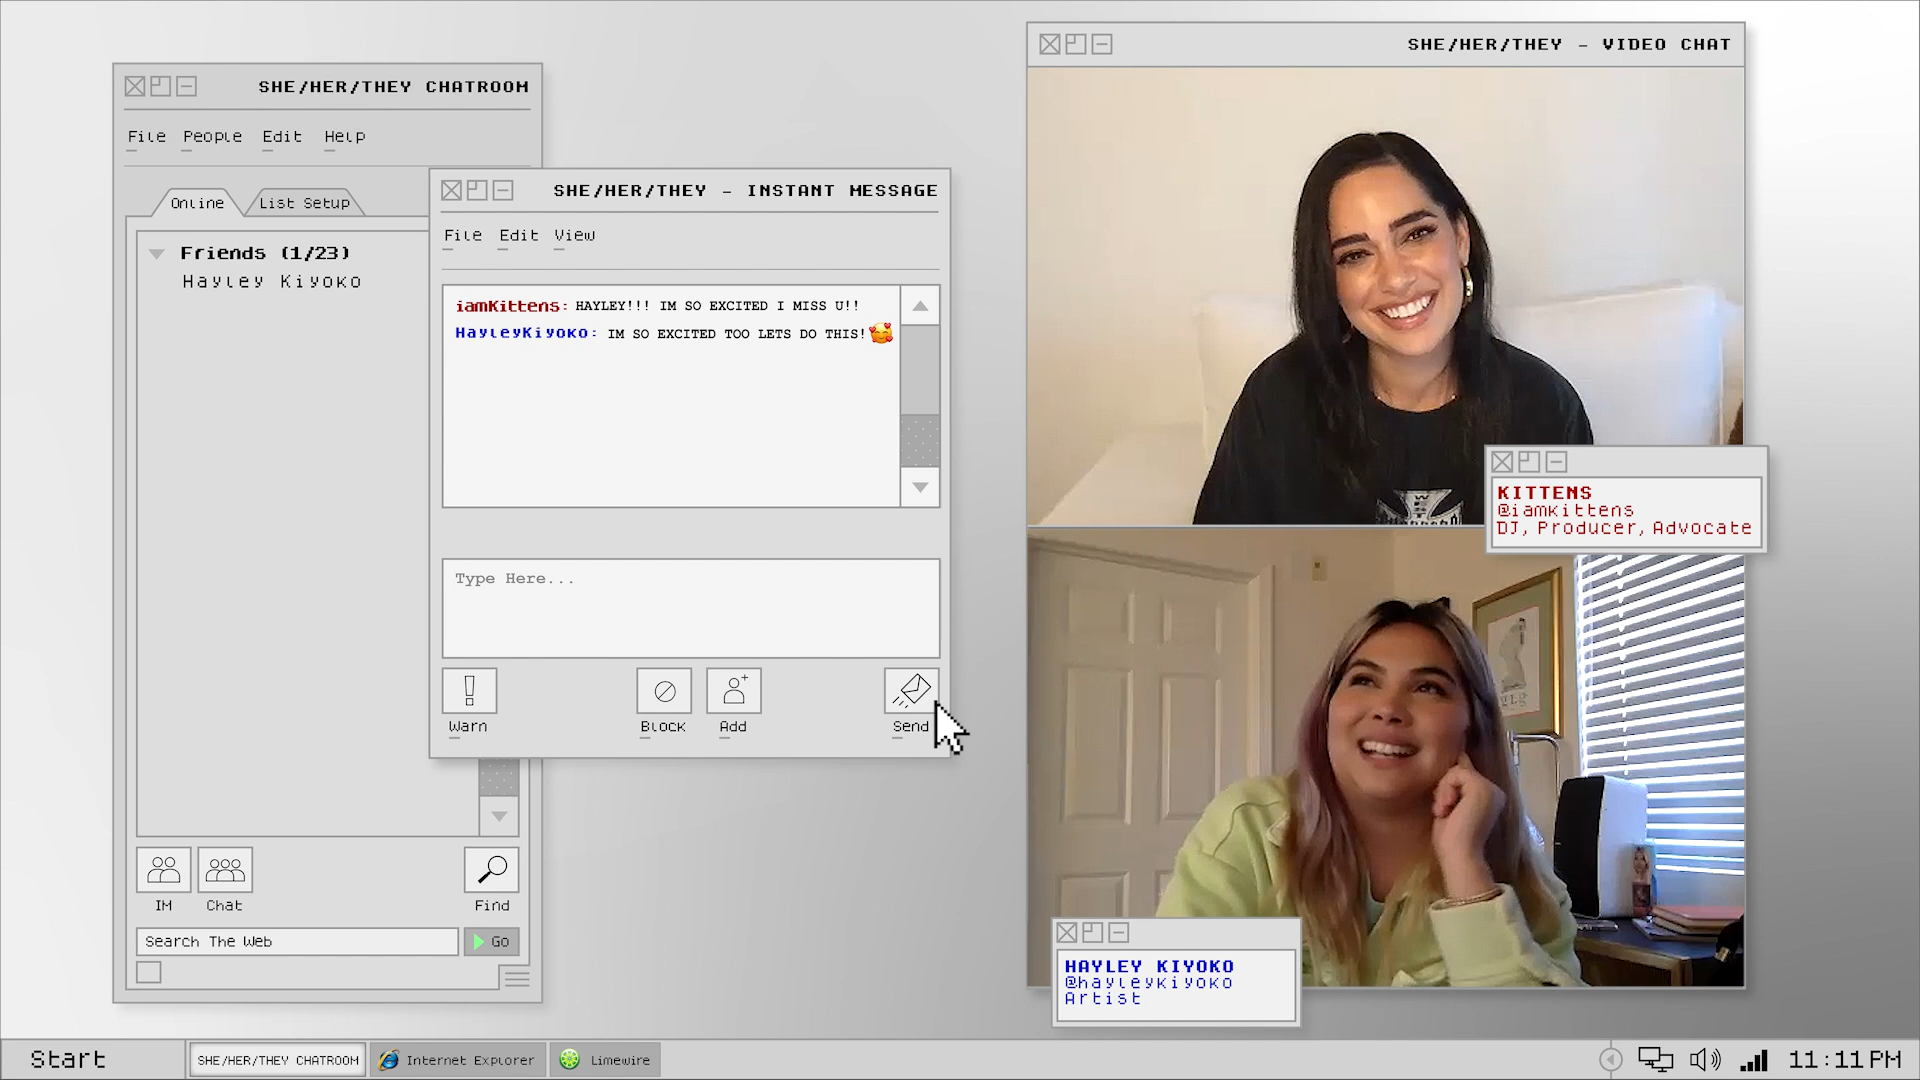 SHE/HER/THEY CHATROOM
File People Edit Help
Online List Setup
Friends (1/23)
Hayley Kiyoko
IM Chat Find
Search The Web Go
SHE/HER/THEY - INSTANT MESSAGE
File Edit View
iamKittens: HAYLEY!!! IM SO EXCITED I MISS U!!
HayleyKiyoko: IM SO EXCITED TOO LETS DO THIS!🥰
Type Here...
Warn Block Add Send
SHE/HER/THEY - VIDEO CHAT
KITTENS
@iamkittens
DJ, Producer, Advocate
HAYLEY KIYOKO
@hayleykiyoko
Artist
Start SHE/HER/THEY CHATROOM Internet Explorer Limewire 11:11 PM